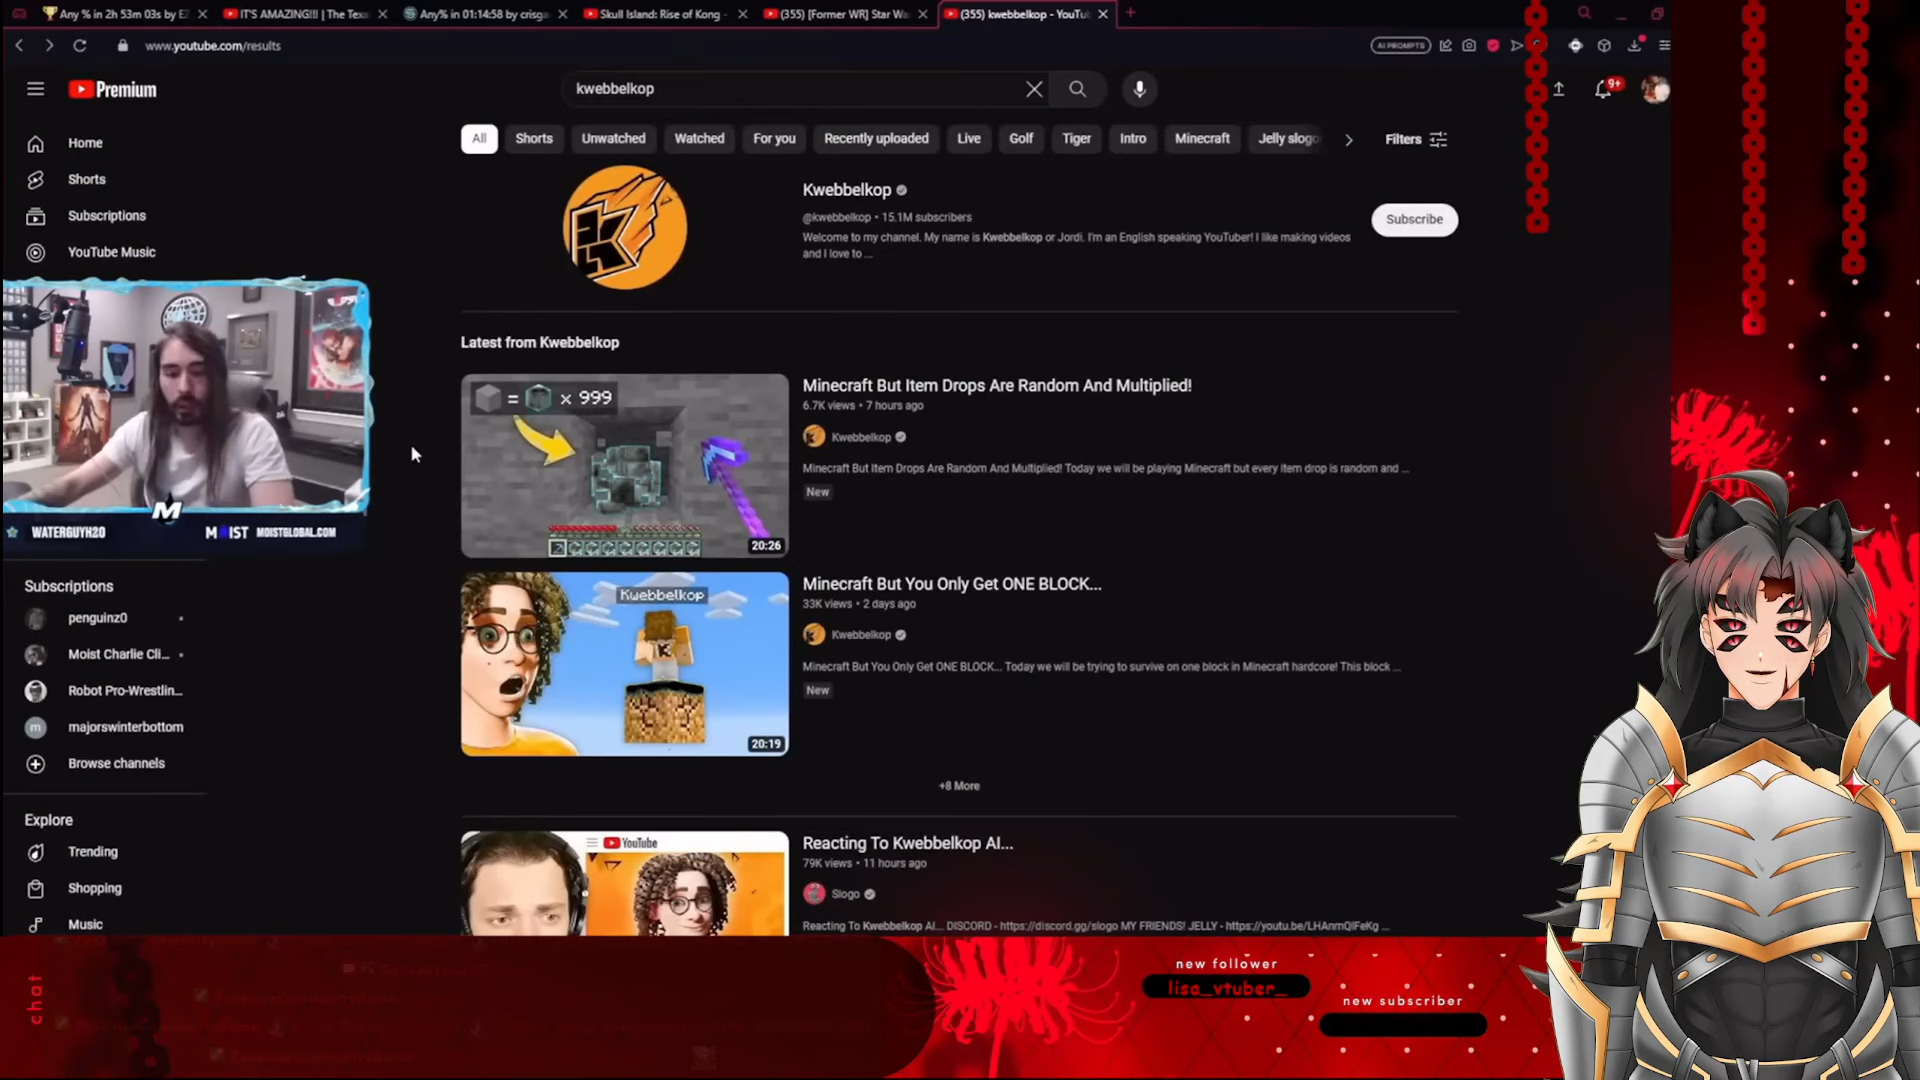 Any % in 2h 53m 03s by E
IT'S AMAZING!!! | The Tex
Any% in 01:14:58 by crisg
Skull Island: Rise of Kong -
(355) [Former WR] Star Wa
(355) kwebbelkop - YouTu
www.youtube.com/results
AI PROMPTS
Premium
kwebbelkop
9+
All
Shorts
Unwatched
Watched
For you
Recently uploaded
Live
Golf
Tiger
Intro
Minecraft
Jelly slogo
Filters
Home
Shorts
Subscriptions
YouTube Music
Kwebbelkop
@kwebbelkop • 15.1M subscribers
Welcome to my channel. My name is Kwebbelkop or Jordi. I'm an English speaking YouTuber! I like making videos
and I love to ...
Subscribe
M
WATERGUYH20
MOIST MOISTGLOBAL.COM
Latest from Kwebbelkop
= x 999
20:26
Minecraft But Item Drops Are Random And Multiplied!
6.7K views • 7 hours ago
Kwebbelkop
Minecraft But Item Drops Are Random And Multiplied! Today we will be playing Minecraft but every item drop is random and ...
New
Kwebbelkop
20:19
Minecraft But You Only Get ONE BLOCK...
33K views • 2 days ago
Kwebbelkop
Minecraft But You Only Get ONE BLOCK... Today we will be trying to survive on one block in Minecraft hardcore! This block ...
New
+8 More
Subscriptions
penguinz0
Moist Charlie Cli...
Robot Pro-Wrestlin...
m
majorswinterbottom
Browse channels
Explore
Trending
Shopping
Music
YouTube
Reacting To Kwebbelkop AI...
79K views • 11 hours ago
Slogo
Reacting To Kwebbelkop AI... DISCORD - https://discord.gg/slogo MY FRIENDS! JELLY - https://youtu.be/LHAnmQIFeKg ...
chat
new follower
lisa_vtuber_
new subscriber